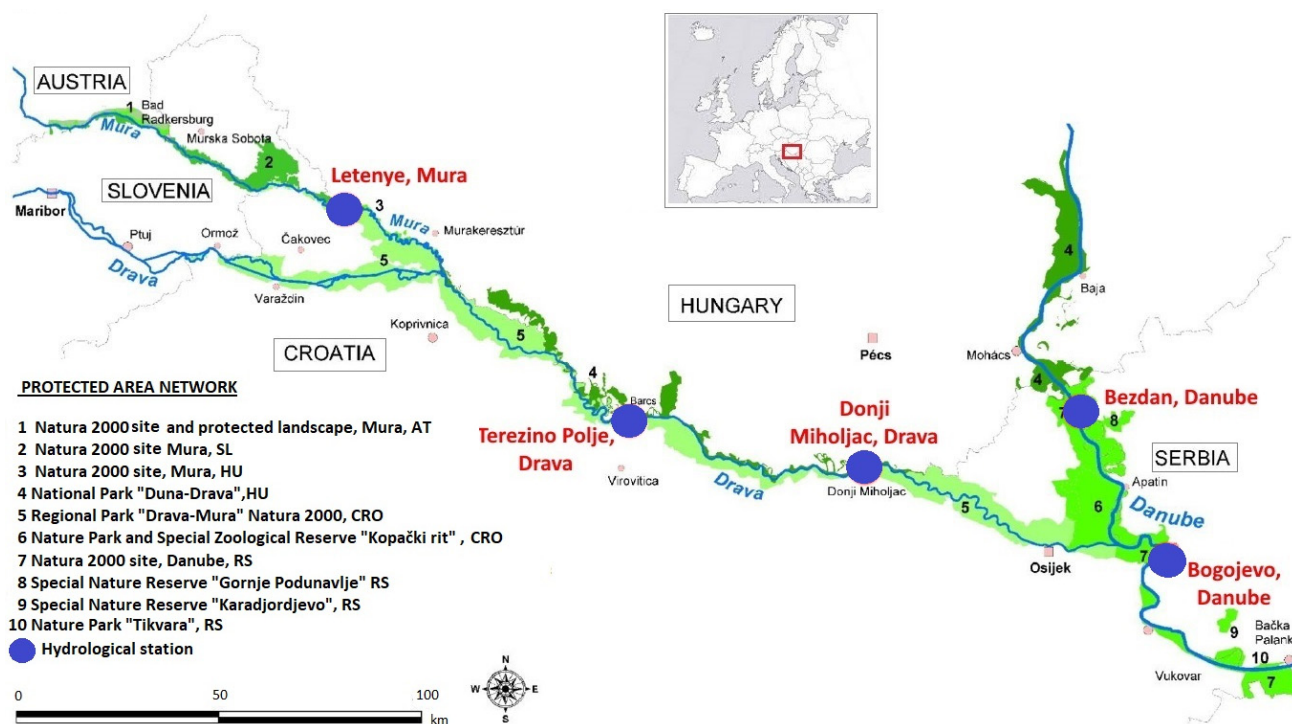 AUSTRIA
1 Bad
Radkersburg
Mura
Murska Sobota
2
SLOVENIA
Letenye, Mura
3
Maribor
Mura
Murakeresztúr
Ptuj
Ormož
Čakovec
Drava
5
Varaždin
HUNGARY
4
Baja
Koprivnica
5
CROATIA
Pécs
Mohács
4
4
Barcs
7
8
Bezdan, Danube
Terezino Polje,
Drava
Donji
Miholjac, Drava
SERBIA
Virovitica
Drava
Donji Miholjac
Apatin
5
6
Danube
Osijek
7
Bogojevo,
Danube
9
Bačka
Palank
10
Vukovar
7
PROTECTED AREA NETWORK
1 Natura 2000 site and protected landscape, Mura, AT
2 Natura 2000 site Mura, SL
3 Natura 2000 site, Mura, HU
4 National Park "Duna-Drava",HU
5 Regional Park "Drava-Mura" Natura 2000, CRO
6 Nature Park and Special Zoological Reserve "Kopački rit" , CRO
7 Natura 2000 site, Danube, RS
8 Special Nature Reserve "Gornje Podunavlje" RS
9 Special Nature Reserve "Karadjordjevo", RS
10 Nature Park "Tikvara", RS
Hydrological station
N
W E
S
0 50 100
km